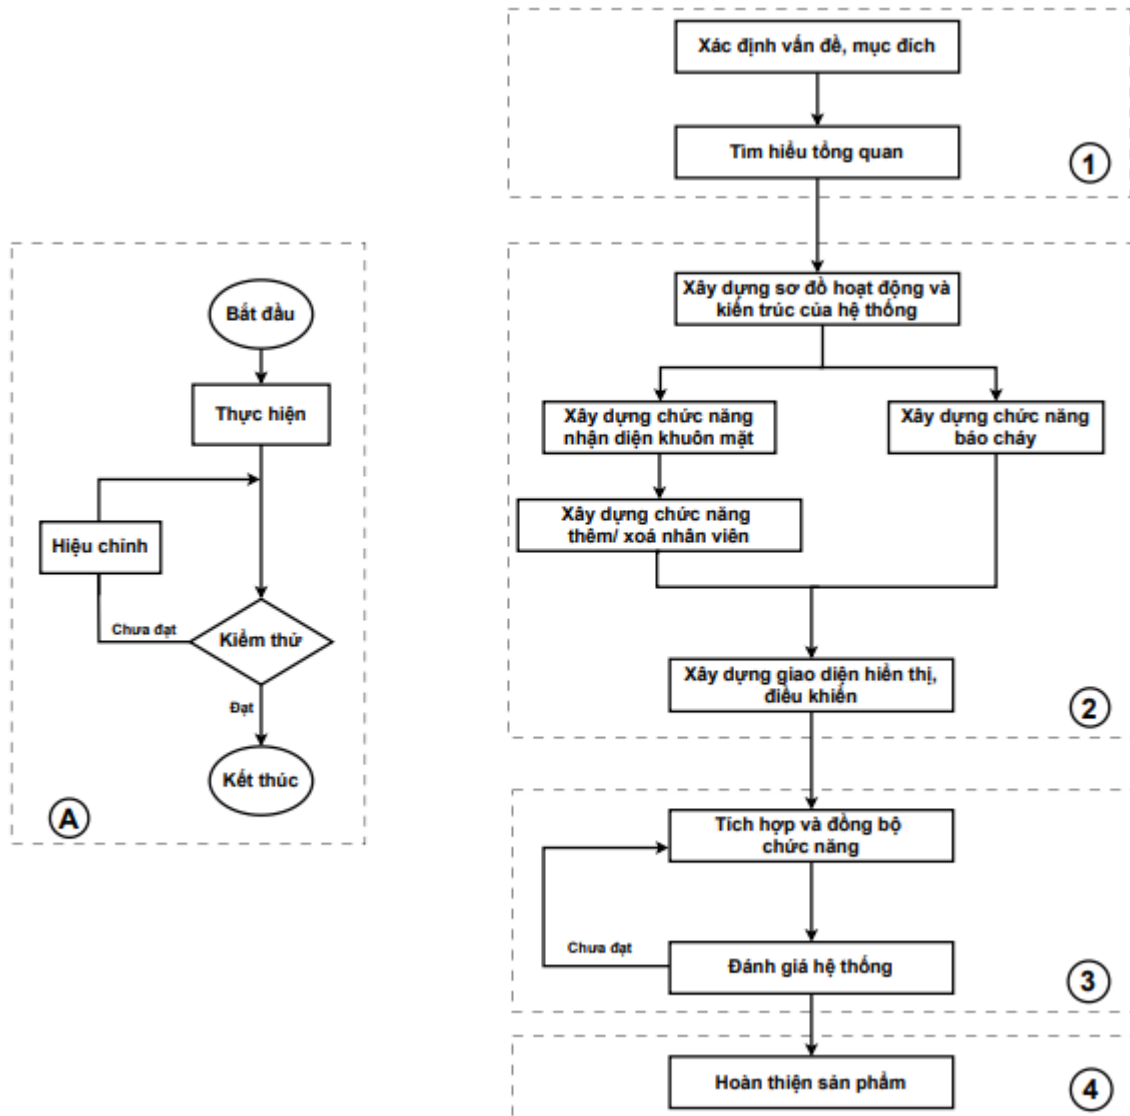 Xác định vấn đề, mục đích
Tìm hiểu tổng quan
1
Bắt đầu
Thực hiện
Hiệu chỉnh
Chưa đạt
Kiểm thử
Đạt
Kết thúc
A
Xây dựng sơ đồ hoạt động và
kiến trúc của hệ thống
Xây dựng chức năng
nhận diện khuôn mặt
Xây dựng chức năng
báo cháy
Xây dựng chức năng
thêm/ xoá nhân viên
Xây dựng giao diện hiển thị,
điều khiển
2
Tích hợp và đồng bộ
chức năng
Chưa đạt
Đánh giá hệ thống
3
Hoàn thiện sản phẩm
4